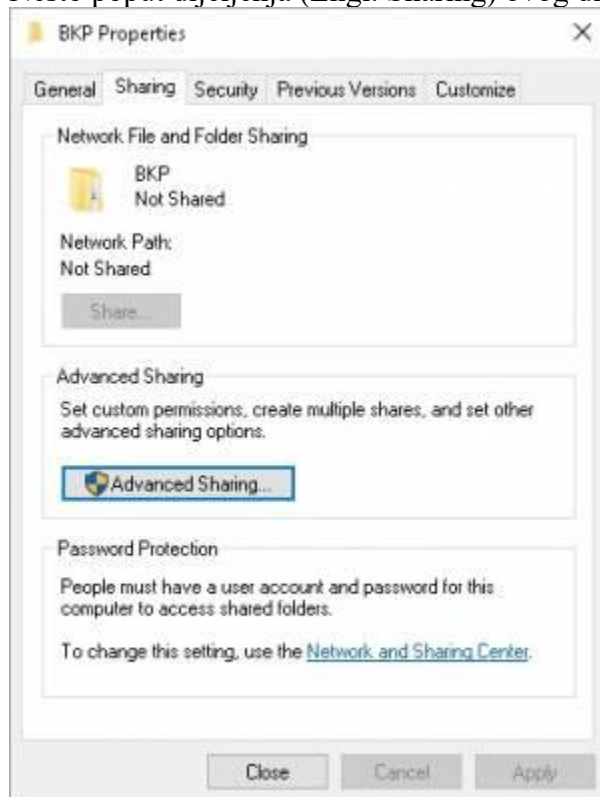 (Engl. Sharing) ovog
BKP Properties
General Sharing Security Previous Versions Customize
Network File and Folder Sharing
BKP
Not Shared
Network Path:
Not Shared
Share...
Advanced Sharing
Set custom permissions, create multiple shares, and set other
advanced sharing options.
Advanced Sharing...
Password Protection
People must have a user account and password for this
computer to access shared folders.
To change this setting, use the Network and Sharing Center.
Close Cancel Apply